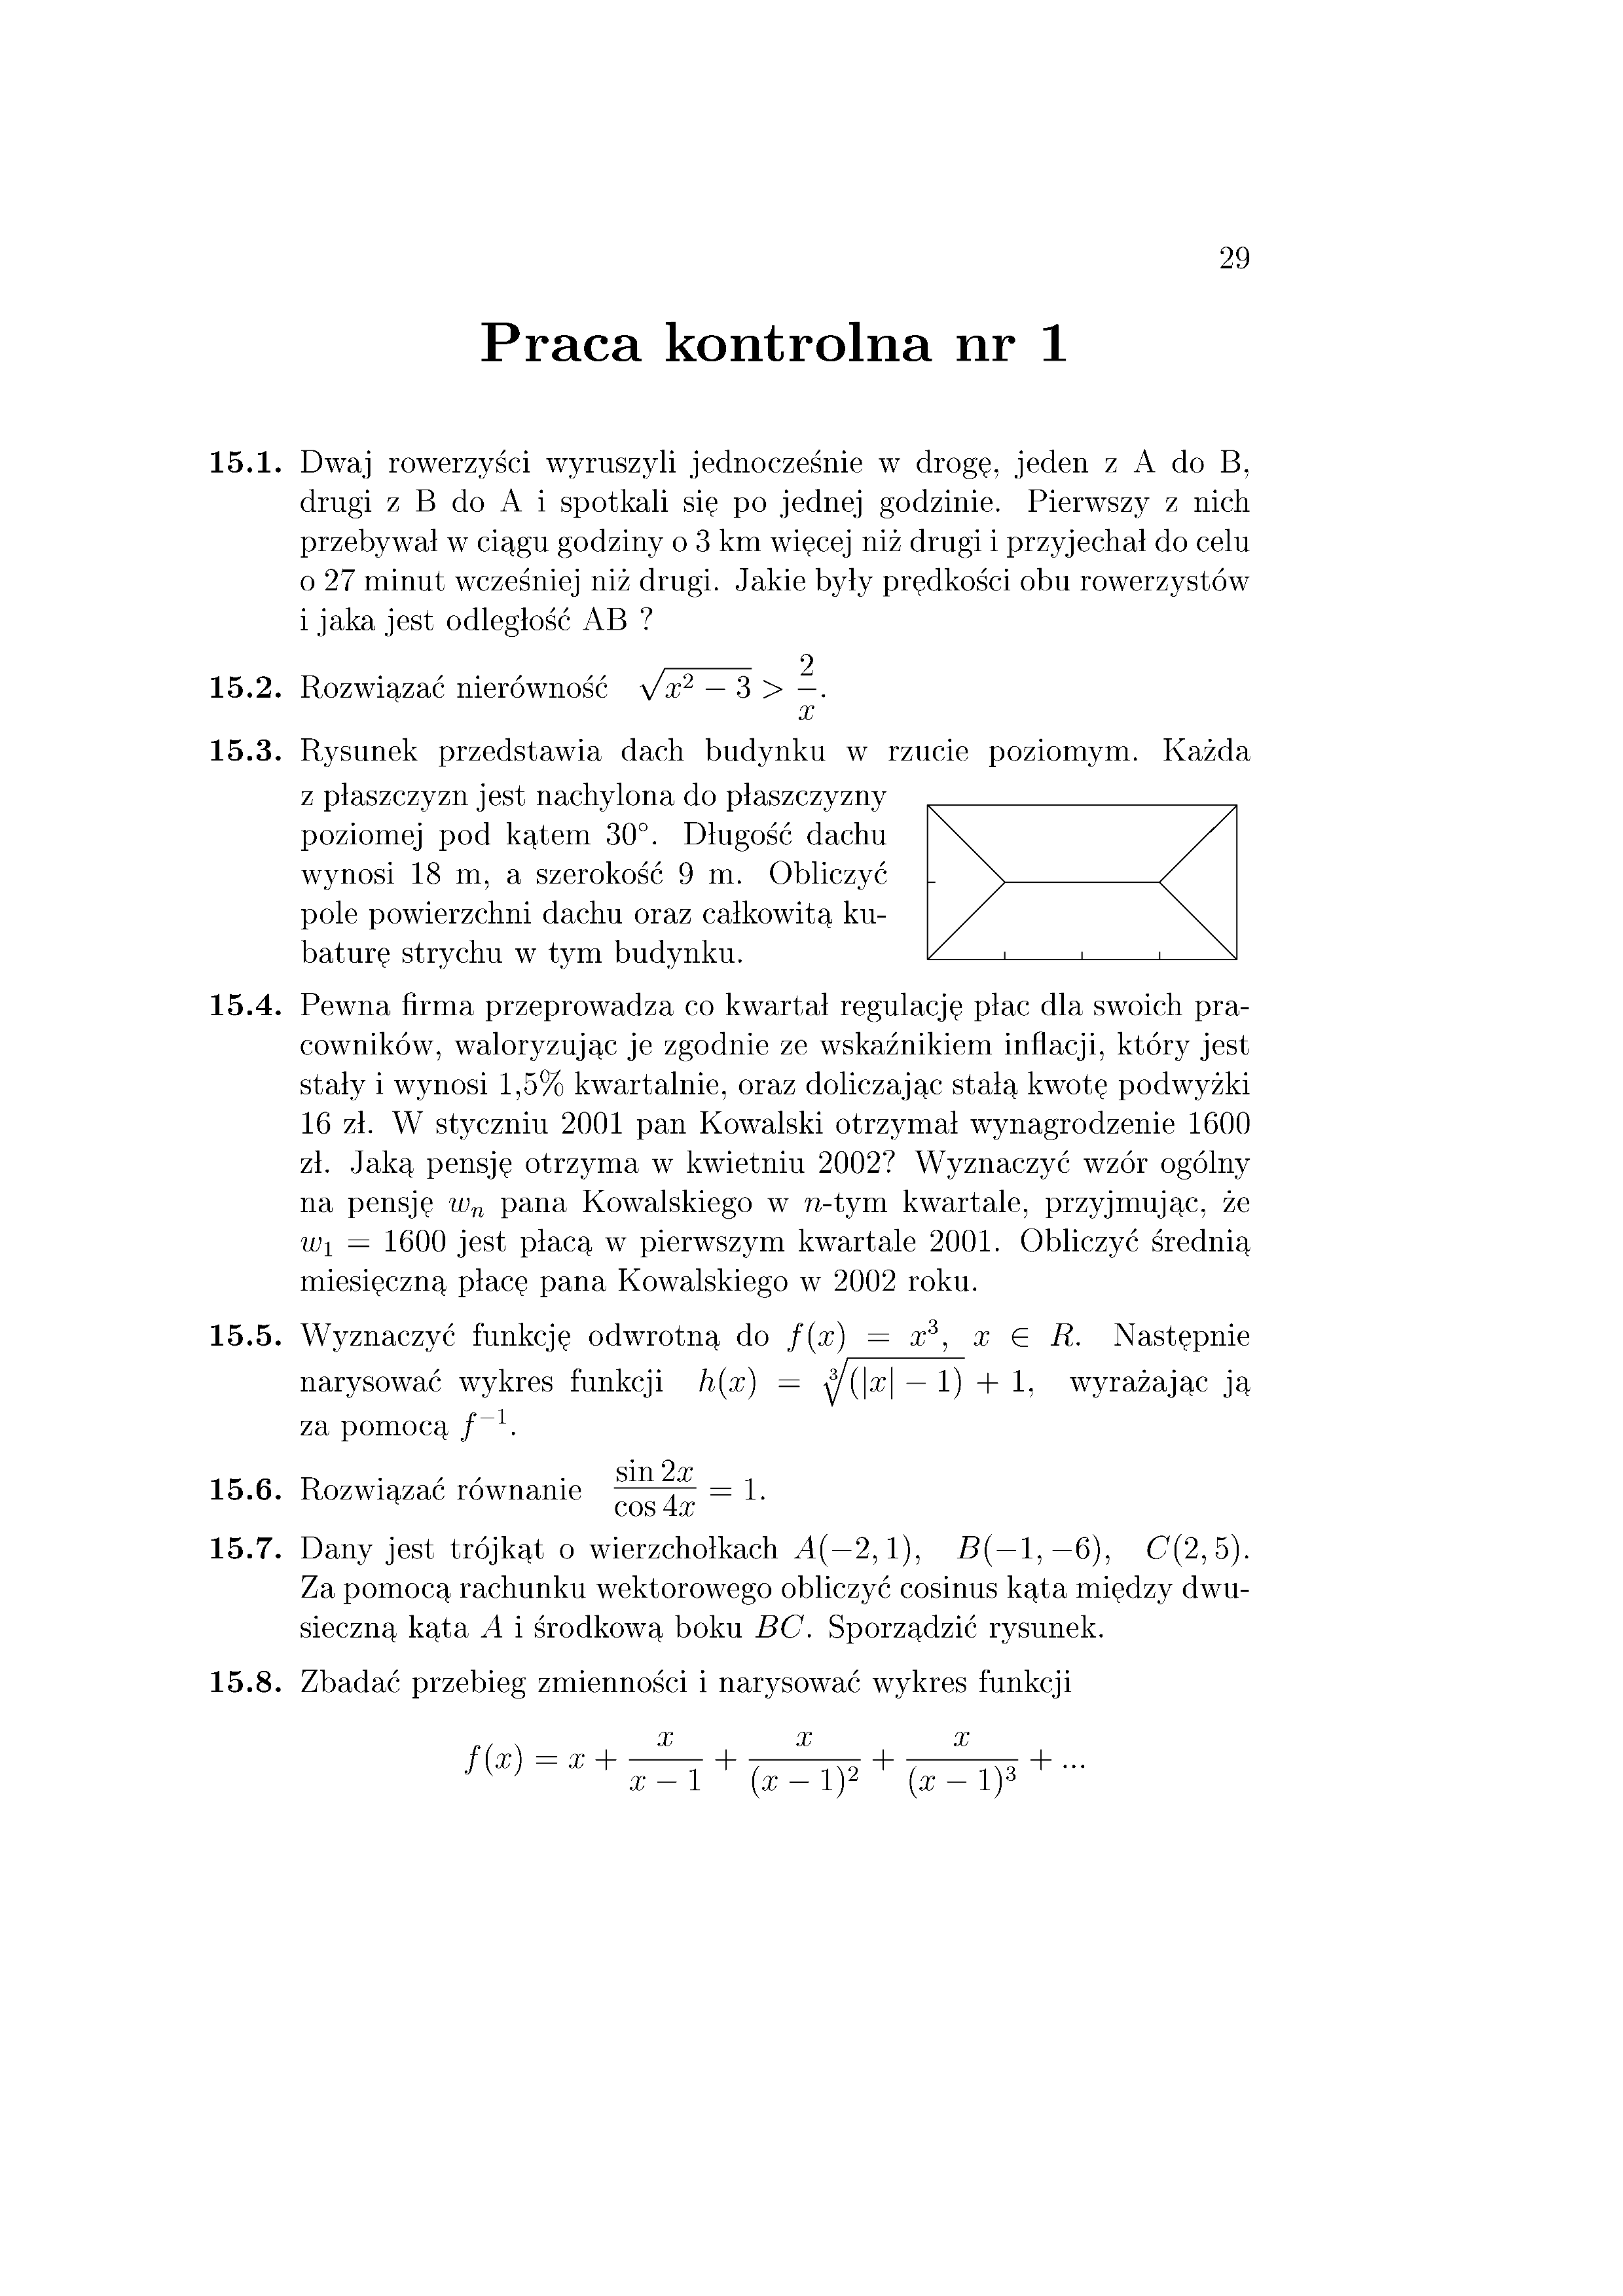 29
Praca kontrolna nr 1
15.1. Dwaj rowerzyści wyruszyli jednocześnie w drogę, jeden z A do B,
drugi z B do A i spotkali się po jednej godzinie. Pierwszy z nich
przebywał w ciągu godziny o 3 km więcej niż drugi i przyjechał do celu
o 27 minut wcześniej niż drugi. Jakie były prędkości obu rowerzystów
i jaka jest odległość AB ?
15.2. Rozwiązać nierówność $\sqrt{x^2-3} > \frac{2}{x}$.
15.3. Rysunek przedstawia dach budynku w rzucie poziomym. Każda
z płaszczyzn jest nachylona do płaszczyzny
poziomej pod kątem 30°. Długość dachu
wynosi 18 m, a szerokość 9 m. Obliczyć
pole powierzchni dachu oraz całkowitą ku-
baturę strychu w tym budynku.
15.4. Pewna firma przeprowadza co kwartał regulację płac dla swoich pra-
cowników, waloryzując je zgodnie ze wskaźnikiem inflacji, który jest
stały i wynosi 1,5% kwartalnie, oraz doliczając stałą kwotę podwyżki
16 zł. W styczniu 2001 pan Kowalski otrzymał wynagrodzenie 1600
zł. Jaką pensję otrzyma w kwietniu 2002? Wyznaczyć wzór ogólny
na pensję $w_n$ pana Kowalskiego w $n$-tym kwartale, przyjmując, że
$w_1 = 1600$ jest płacą w pierwszym kwartale 2001. Obliczyć średnią
miesięczną płacę pana Kowalskiego w 2002 roku.
15.5. Wyznaczyć funkcję odwrotną do $f(x) = x^3$, $x \in R$. Następnie
narysować wykres funkcji $h(x) = \sqrt[3]{(|x|-1)} + 1$, wyrażając ją
za pomocą $f^{-1}$.
15.6. Rozwiązać równanie $\frac{\sin 2x}{\cos 4x} = 1$.
15.7. Dany jest trójkąt o wierzchołkach $A(-2,1)$, $B(-1,-6)$, $C(2,5)$.
Za pomocą rachunku wektorowego obliczyć cosinus kąta między dwu-
sieczną kąta $A$ i środkową boku $BC$. Sporządzić rysunek.
15.8. Zbadać przebieg zmienności i narysować wykres funkcji
$f(x) = x + \frac{x}{x-1} + \frac{x}{(x-1)^2} + \frac{x}{(x-1)^3} + ...$